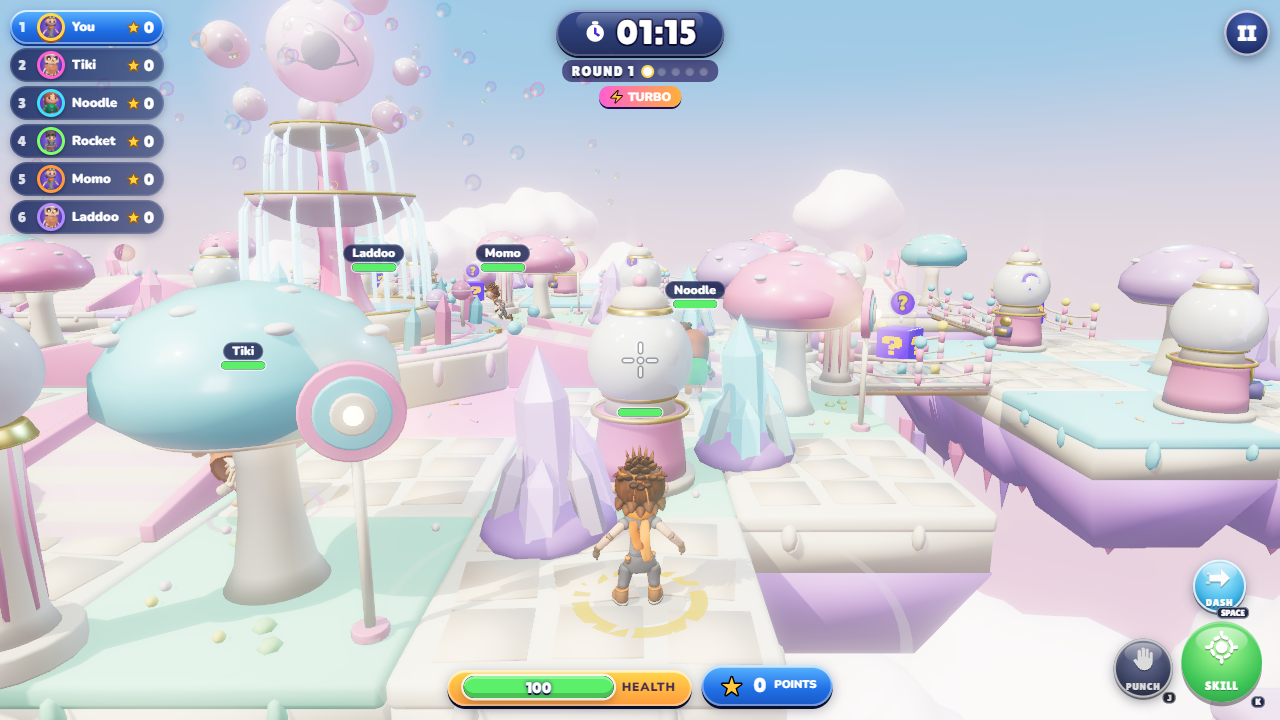 1 You 0
2 Tiki 0
3 Noodle 0
4 Rocket 0
5 Momo 0
6 Laddoo 0
01:15
ROUND 1
TURBO
Laddoo
Momo
?
?
Noodle
?
? ?
Tiki
DASH
SPACE
PUNCH
J
SKILL
K
100 HEALTH
0 POINTS